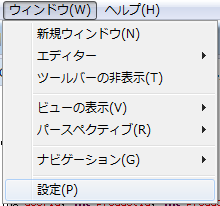 ウィンドウ(W) ヘルプ(H)
新規ウィンドウ(N)
エディター
ツールバーの非表示(T)
ビューの表示(V)
パースペクティブ(R)
ナビゲーション(G)
設定(P)